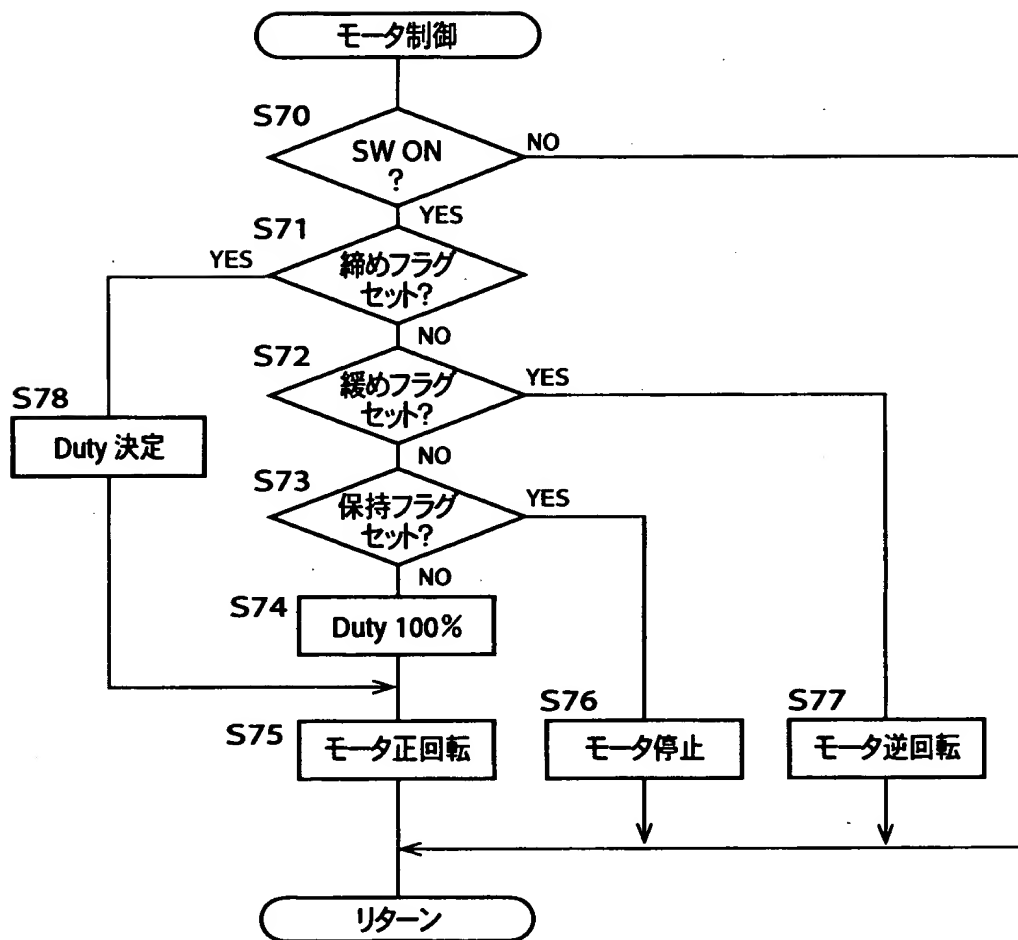 モータ制御
S70
SW ON
?
NO
YES
S71
締めフラグ
セット?
YES
NO
S72
緩めフラグ
セット?
YES
S78
Duty 決定
NO
S73
保持フラグ
セット?
YES
NO
S74
Duty 100%
S75
モータ正回転
S76
モータ停止
S77
モータ逆回転
リターン